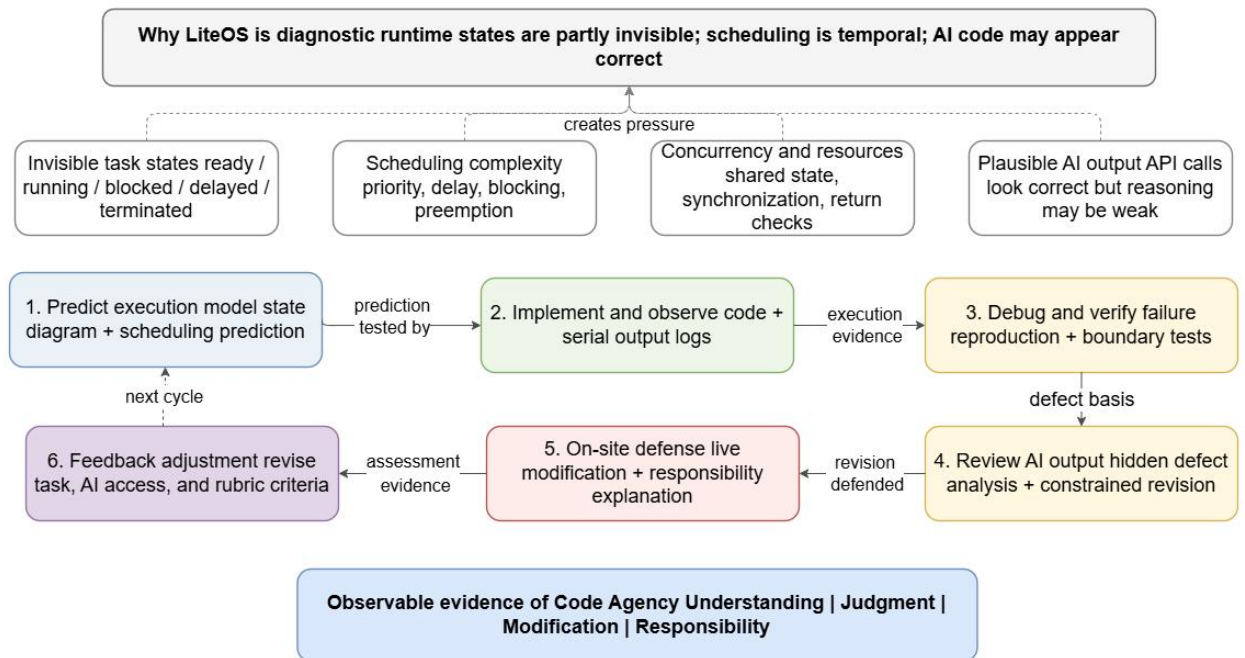 Why LiteOS is diagnostic runtime states are partly invisible; scheduling is temporal; AI code may appear
correct
creates pressure
Invisible task states ready /
running / blocked / delayed /
terminated
Scheduling complexity
priority, delay, blocking,
preemption
Concurrency and resources
shared state,
synchronization, return
checks
Plausible AI output API calls
look correct but reasoning
may be weak
1. Predict execution model state
diagram + scheduling prediction
prediction
tested by
2. Implement and observe code +
serial output logs
execution
evidence
3. Debug and verify failure
reproduction + boundary tests
next cycle
defect basis
6. Feedback adjustment revise
task, AI access, and rubric criteria
assessment
evidence
5. On-site defense live
modification + responsibility
explanation
revision
defended
4. Review AI output hidden defect
analysis + constrained revision
Observable evidence of Code Agency Understanding | Judgment |
Modification | Responsibility